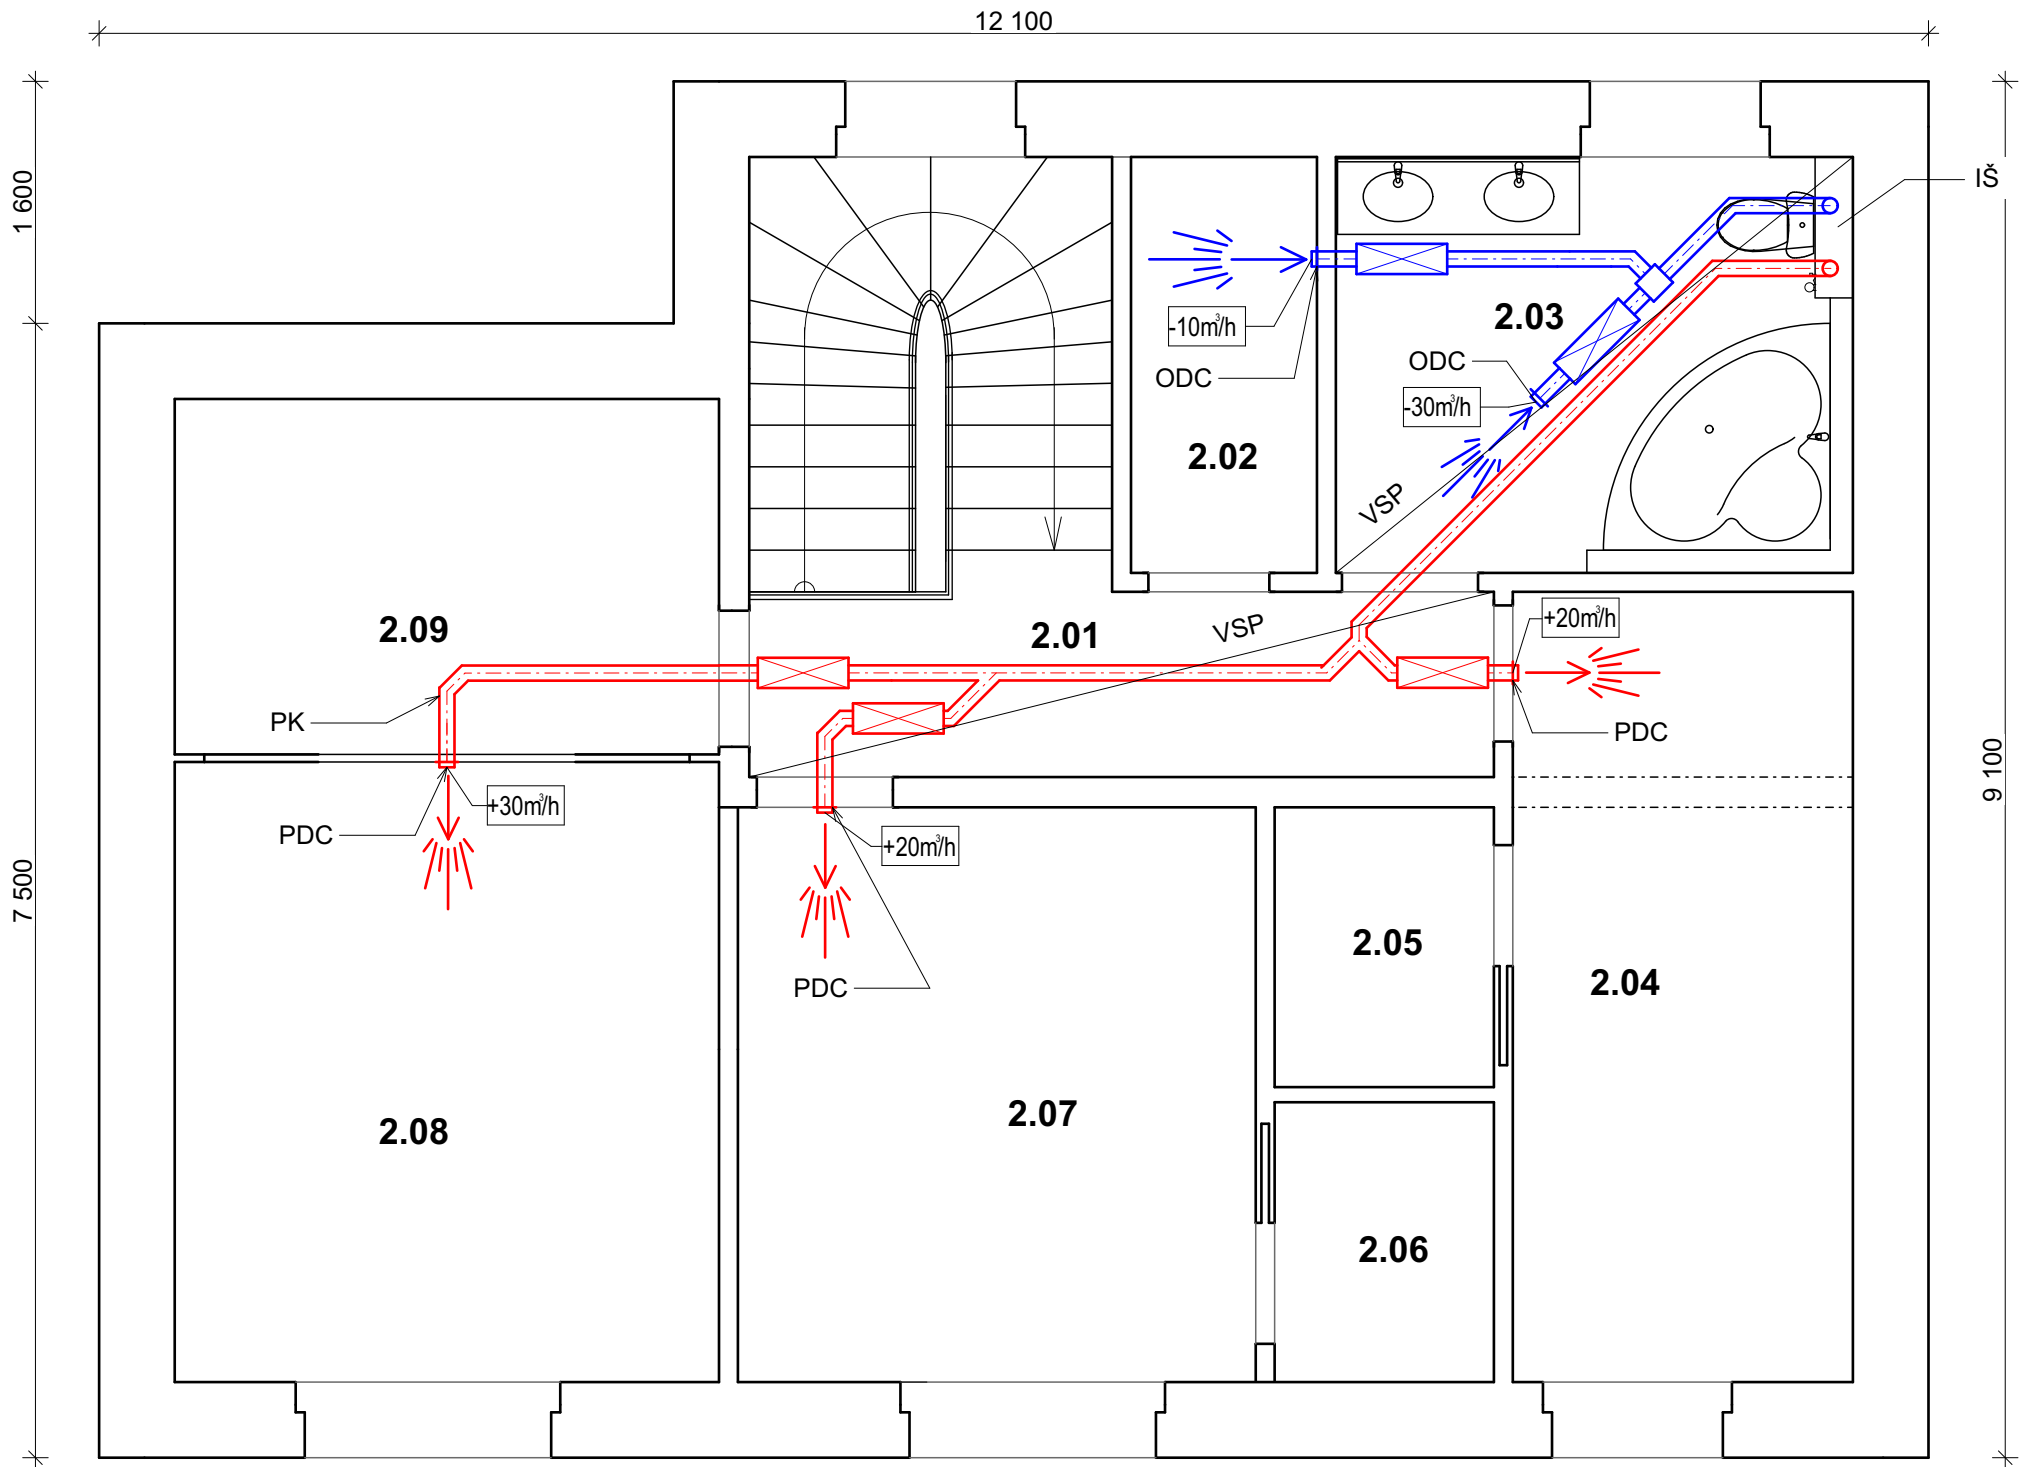 12 100
1 600
IŠ
-10m³/h
2.03
ODC
ODC
-30m³/h
2.02
VSP
2.09
2.01
VSP
+20m³/h
PK
PDC
+30m³/h
PDC
+20m³/h
9 100
7 500
2.05
2.04
PDC
2.07
2.08
2.06